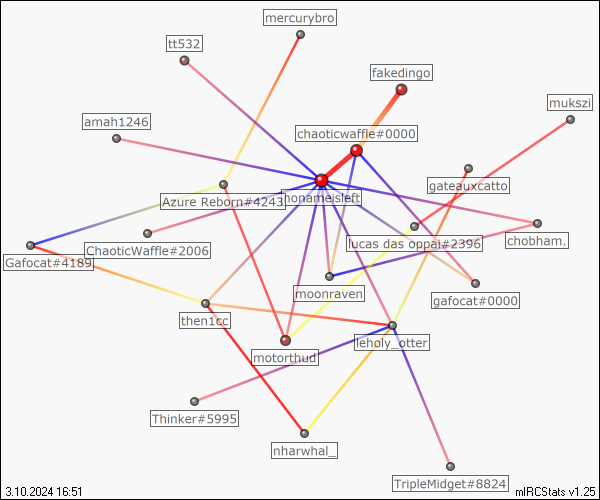 mercurybro
tt532
fakedingo
mukszi
amah1246
chaoticwaffle#0000
gateauxcatto
Azure Reborn#4243
nonameisleft
ChaoticWaffle#2006
lucas das oppai#2396
chobham.
Gafocat#4189
moonraven
gafocat#0000
then1cc
motorthud
leholy_otter
Thinker#5995
nharwhal_
TripleMidget#8824
3.10.2024 16:51
mIRCStats v1.25